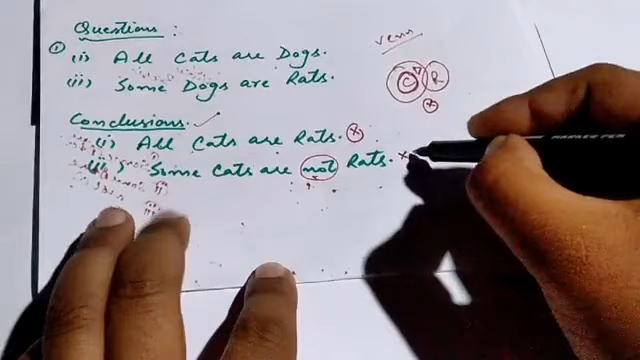 Questions :
venn
① (i) All Cats are Dogs.
(ii) Some Dogs are Rats.
C D R
x
Conclusions.
(i) All Cats are Rats. x
(ii) Some Cats are not Rats. x